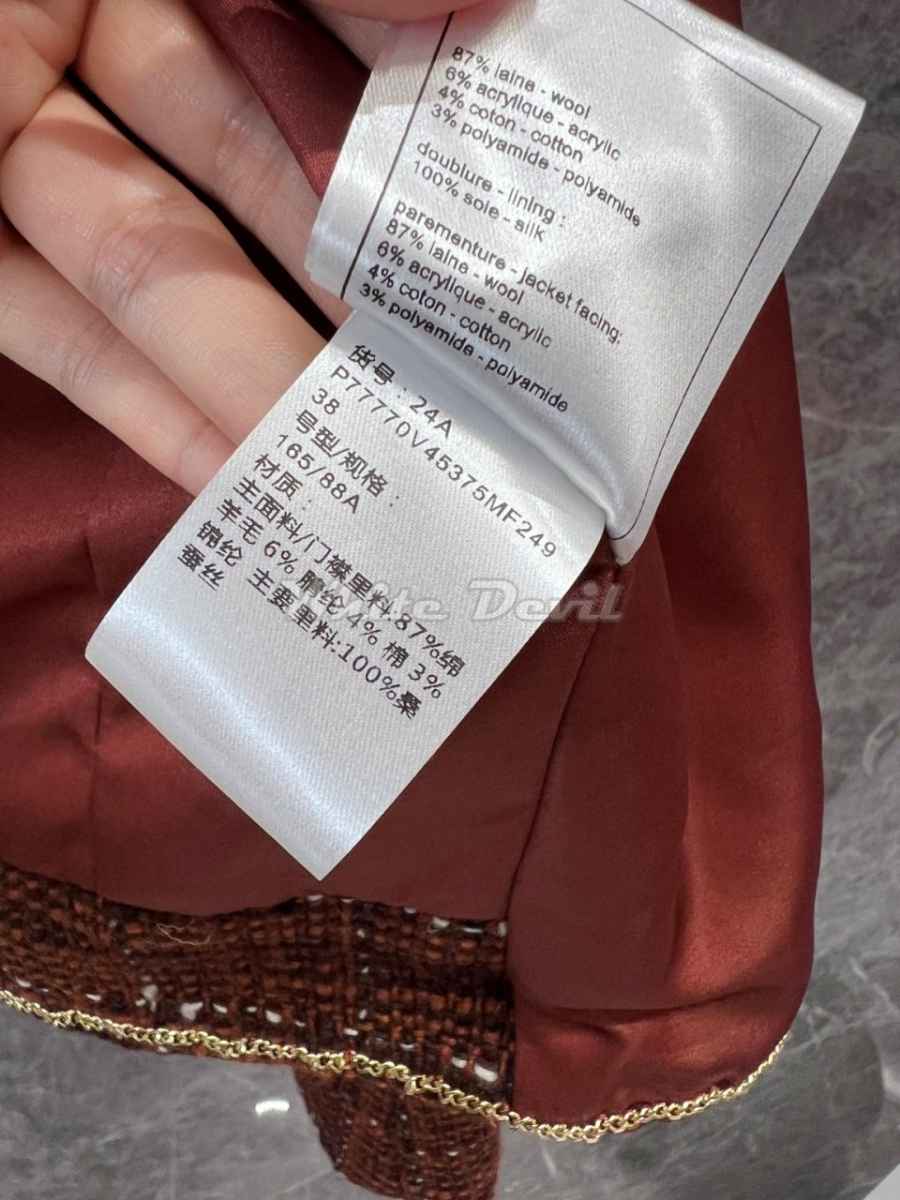 87% laine - wool
6% acrylique - acrylic
4% coton - cotton
3% polyamide - polyamide
doublure - lining :
100% soie - silk
parementure - jacket facing:
87% laine - wool
6% acrylique - acrylic
4% coton - cotton
3% polyamide - polyamide
货号 : 24A
P77770V45375MF249
38
号型/规格 :
165/88A
材质 :
主面料/门襟里料:87%绵
羊毛 6% 腈纶 4% 棉 3%
锦纶 主要里料:100%桑
蚕丝
White Devil